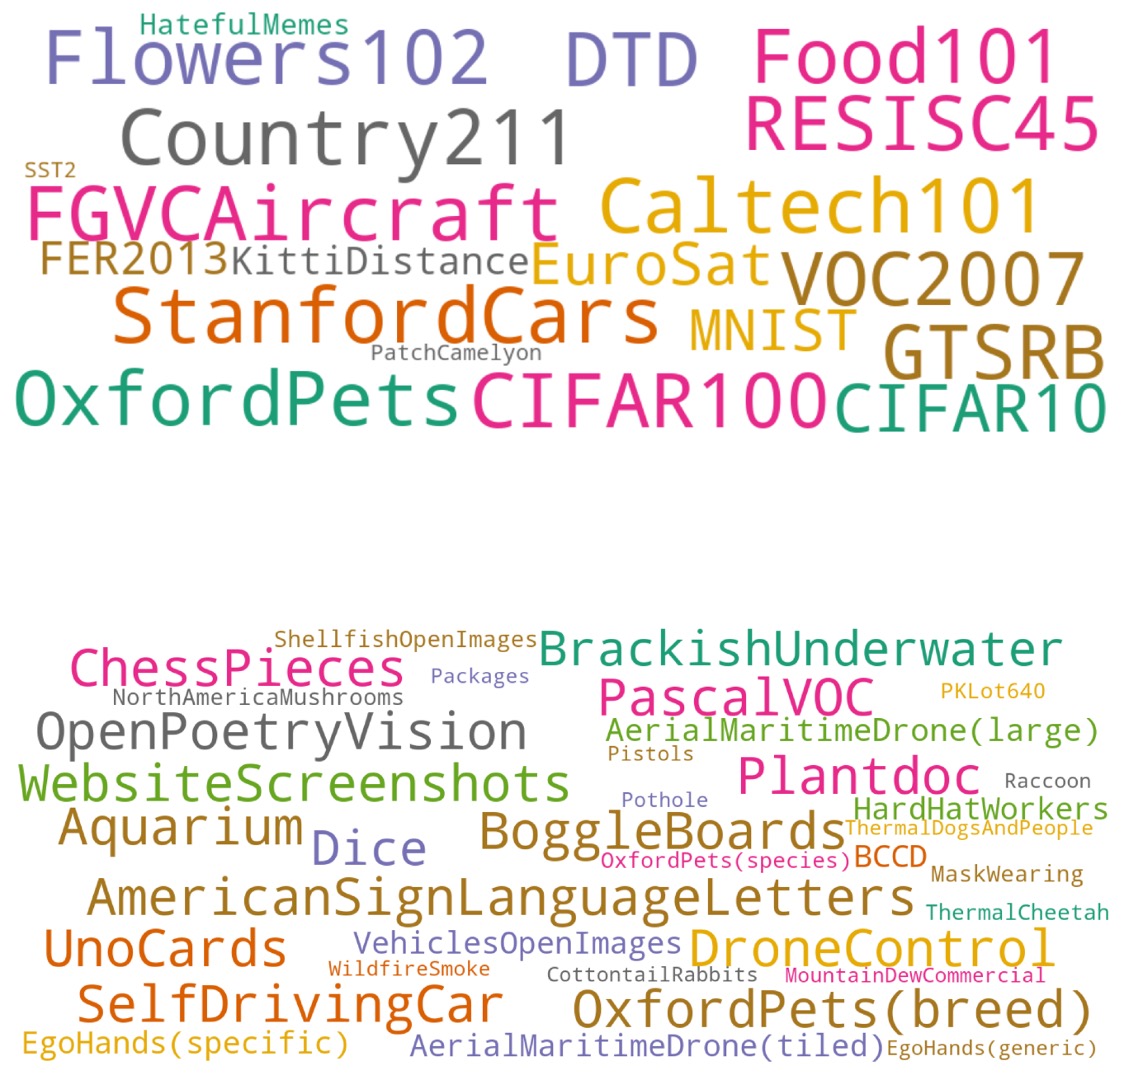 HatefulMemes
Flowers102 DTD Food101
Country211 RESISC45
SST2
FGVCAircraft Caltech101
FER2013 KittiDistance EuroSat VOC2007
StanfordCars MNIST GTSRB
PatchCamelyon
OxfordPets CIFAR100 CIFAR10
ShellfishOpenImages BrackishUnderwater
ChessPieces Packages
NorthAmericaMushrooms PascalVOC PKLot640
OpenPoetryVision AerialMaritimeDrone(large)
Pistols
WebsiteScreenshots Plantdoc Raccoon
Pothole HardHatWorkers
Aquarium Dice BoggleBoards ThermalDogsAndPeople
OxfordPets(species) BCCD
MaskWearing
AmericanSignLanguageLetters ThermalCheetah
UnoCards VehiclesOpenImages DroneControl
WildfireSmoke CottontailRabbits MountainDewCommercial
SelfDrivingCar OxfordPets(breed)
EgoHands(specific) AerialMaritimeDrone(tiled) EgoHands(generic)